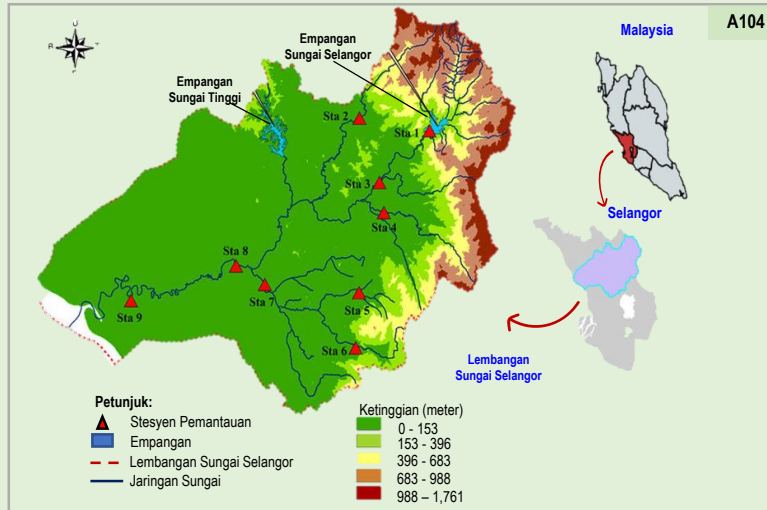 A104
Malaysia
U
B
Empangan
Sungai Selangor
Empangan
Sungai Tinggi
Sta 2
Sta 1
Sta 3
Sta 4
Selangor
Sta 8
Sta 7
Sta 5
Sta 9
Sta 6
Lembangan
Sungai Selangor
Petunjuk:
Stesyen Pemantauan
Empangan
Lembangan Sungai Selangor
Jaringan Sungai
Ketinggian (meter)
0 - 153
153 - 396
396 - 683
683 - 988
988 – 1,761